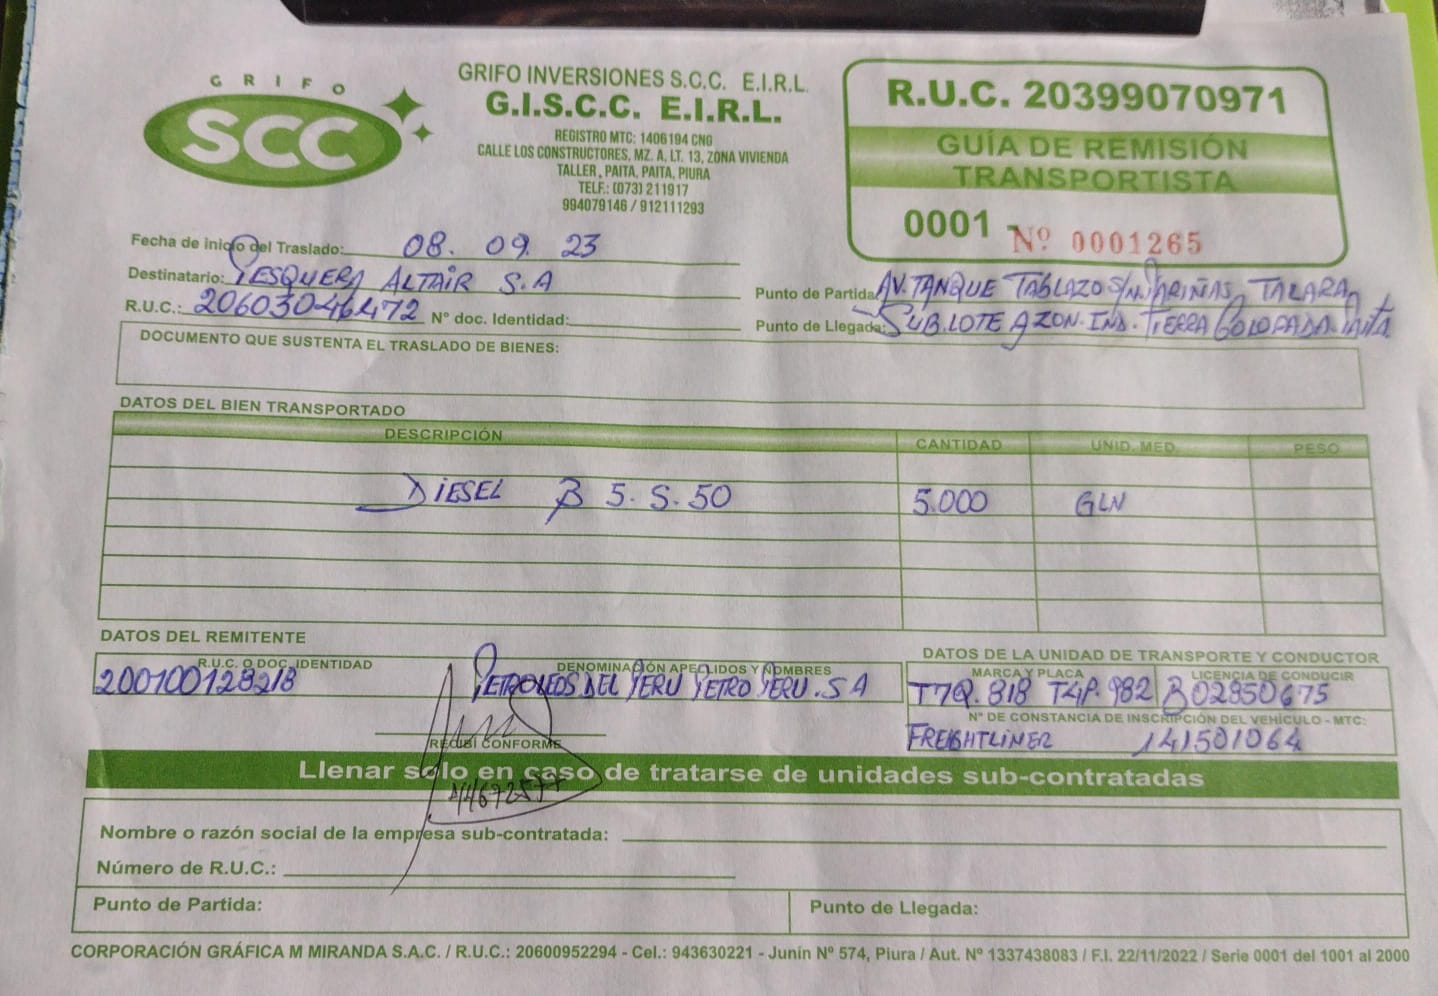 GRIFO
SCC
GRIFO INVERSIONES S.C.C. E.I.R.L.
G.I.S.C.C. E.I.R.L.
REGISTRO MTC: 1406194 CNG
CALLE LOS CONSTRUCTORES, MZ. A, LT. 13, ZONA VIVIENDA
TALLER, PAITA, PAITA, PIURA
TELF.: (073) 211917
994079146 / 912111293
R.U.C. 20399070971
GUÍA DE REMISIÓN
TRANSPORTISTA
0001 - Nº 0001265
Fecha de inicio del Traslado: 08. 09. 23
Destinatario: PESQUERA ALTAIR S.A
R.U.C.: 20603046472 N° doc. Identidad:
Punto de Partida: AV. TANQUE TABLAZO S/N PARIÑAS, TALARA
Punto de Llegada: SUB.LOTE A ZON. IND. TIERRA COLORADA. Paita
DOCUMENTO QUE SUSTENTA EL TRASLADO DE BIENES:
DATOS DEL BIEN TRANSPORTADO
DESCRIPCIÓN CANTIDAD UNID. MED. PESO
DIESEL B 5. S. 50 5.000 GLN
DATOS DEL REMITENTE
R.U.C. O DOC. IDENTIDAD DENOMINACIÓN APELLIDOS Y NOMBRES
200100128218 PETROLEOS DEL PERU PETRO PERU. SA
RECIBI CONFORME
DATOS DE LA UNIDAD DE TRANSPORTE Y CONDUCTOR
MARCA Y PLACA LICENCIA DE CONDUCIR
T7Q. 818 T4P. 982 B02850675
N° DE CONSTANCIA DE INSCRIPCIÓN DEL VEHÍCULO - MTC:
FREIGHTLINER 141501064
Llenar solo en caso de tratarse de unidades sub-contratadas
Nombre o razón social de la empresa sub-contratada:
Número de R.U.C.:
Punto de Partida: Punto de Llegada:
CORPORACIÓN GRÁFICA M MIRANDA S.A.C. / R.U.C.: 20600952294 - Cel.: 943630221 - Junín Nº 574, Piura / Aut. Nº 1337438083 / F.I. 22/11/2022 / Serie 0001 del 1001 al 2000